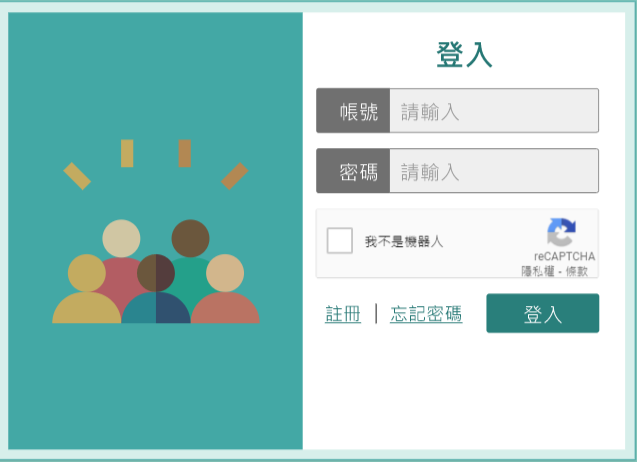 登入
帳號 請輸入
密碼 請輸入
我不是機器人
reCAPTCHA
隱私權 - 條款
註冊 | 忘記密碼 登入